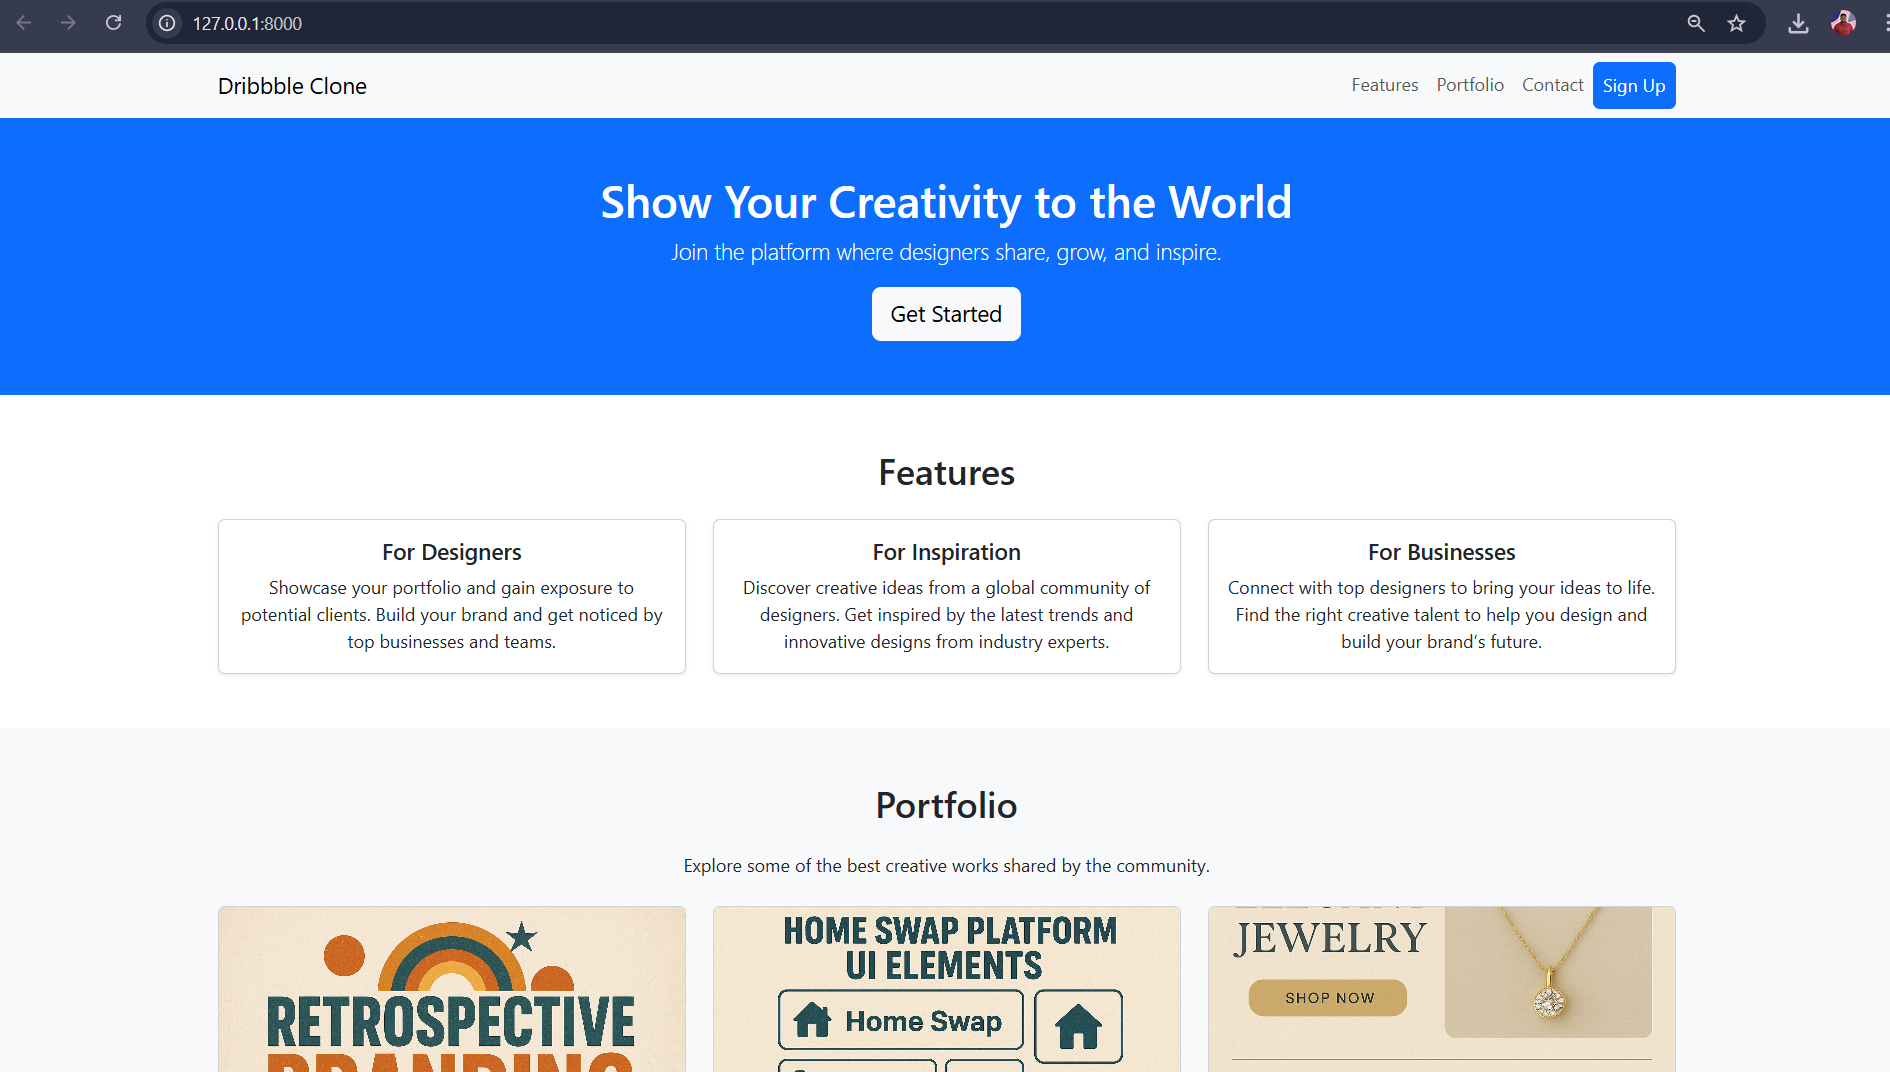 127.0.0.1:8000
Dribbble Clone
Features Portfolio Contact Sign Up
Show Your Creativity to the World
Join the platform where designers share, grow, and inspire.
Get Started
Features
For Designers
Showcase your portfolio and gain exposure to
potential clients. Build your brand and get noticed by
top businesses and teams.
For Inspiration
Discover creative ideas from a global community of
designers. Get inspired by the latest trends and
innovative designs from industry experts.
For Businesses
Connect with top designers to bring your ideas to life.
Find the right creative talent to help you design and
build your brand’s future.
Portfolio
Explore some of the best creative works shared by the community.
RETROSPECTIVE
BRANDING
HOME SWAP PLATFORM
UI ELEMENTS
Home Swap
JEWELRY
SHOP NOW